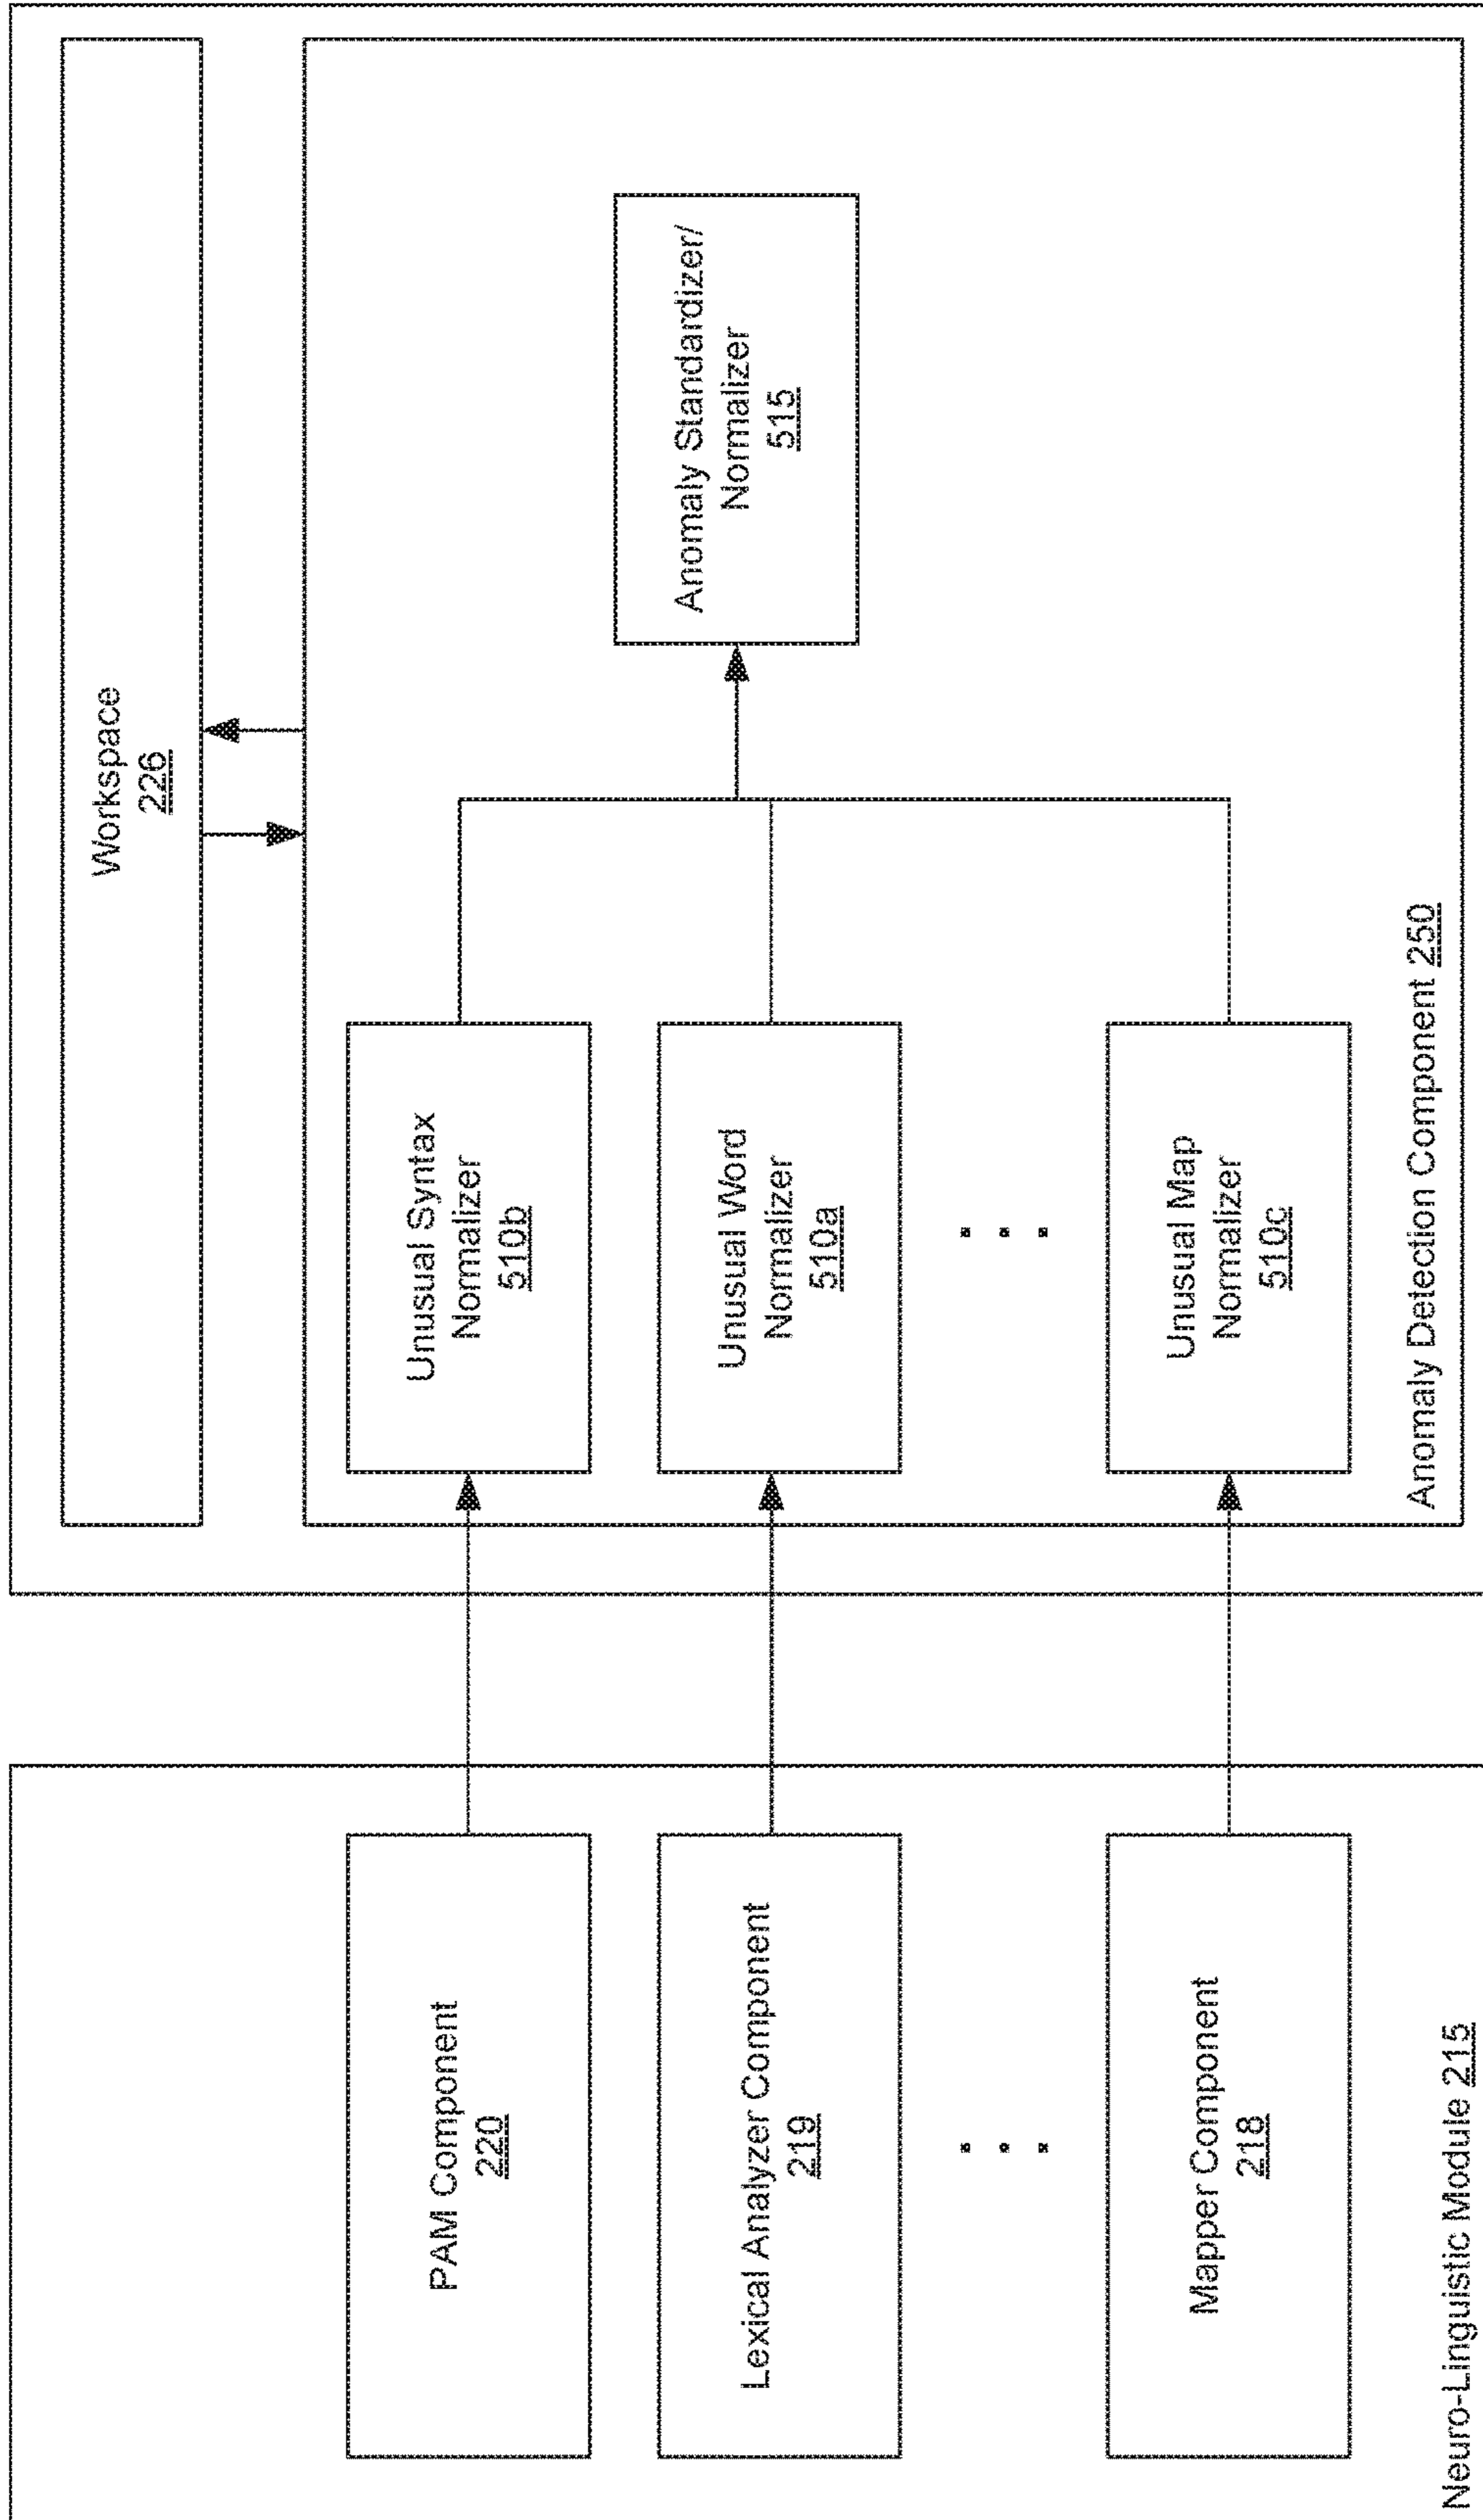 Workspace
226
PAM Component
220
Unusual Syntax
Normalizer
510b
Anomaly Standardizer/
Normalizer
515
Lexical Analyzer Component
219
Unusual Word
Normalizer
510a
. . .
. . .
Mapper Component
218
Unusual Map
Normalizer
510c
Neuro-Linguistic Module 215
Anomaly Detection Component 250